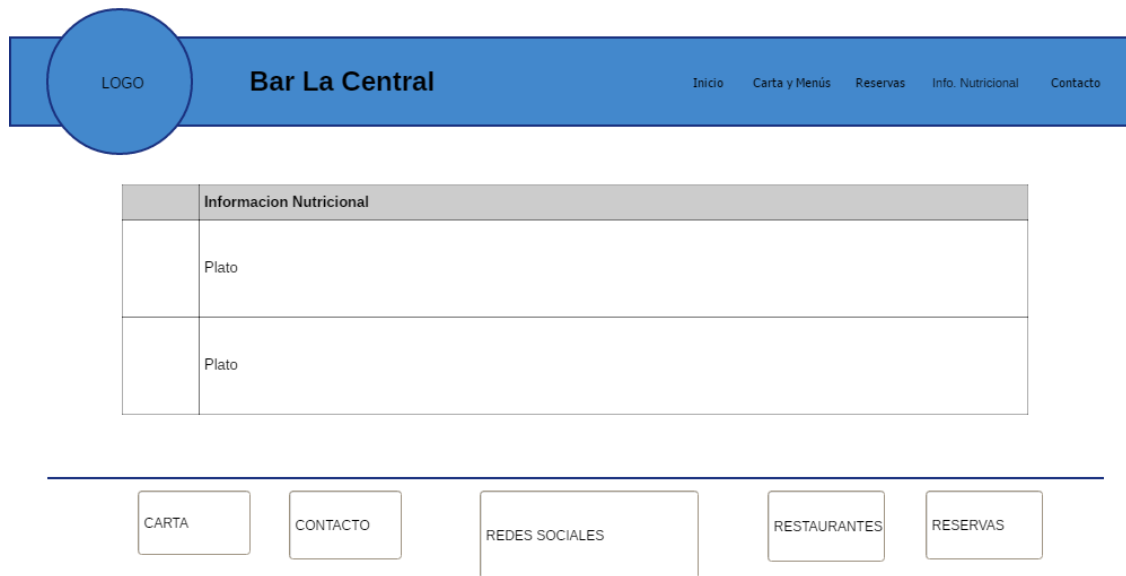 LOGO
Bar La Central
Inicio
Carta y Menús
Reservas
Info. Nutricional
Contacto
Informacion Nutricional
Plato
Plato
CARTA
CONTACTO
REDES SOCIALES
RESTAURANTES
RESERVAS